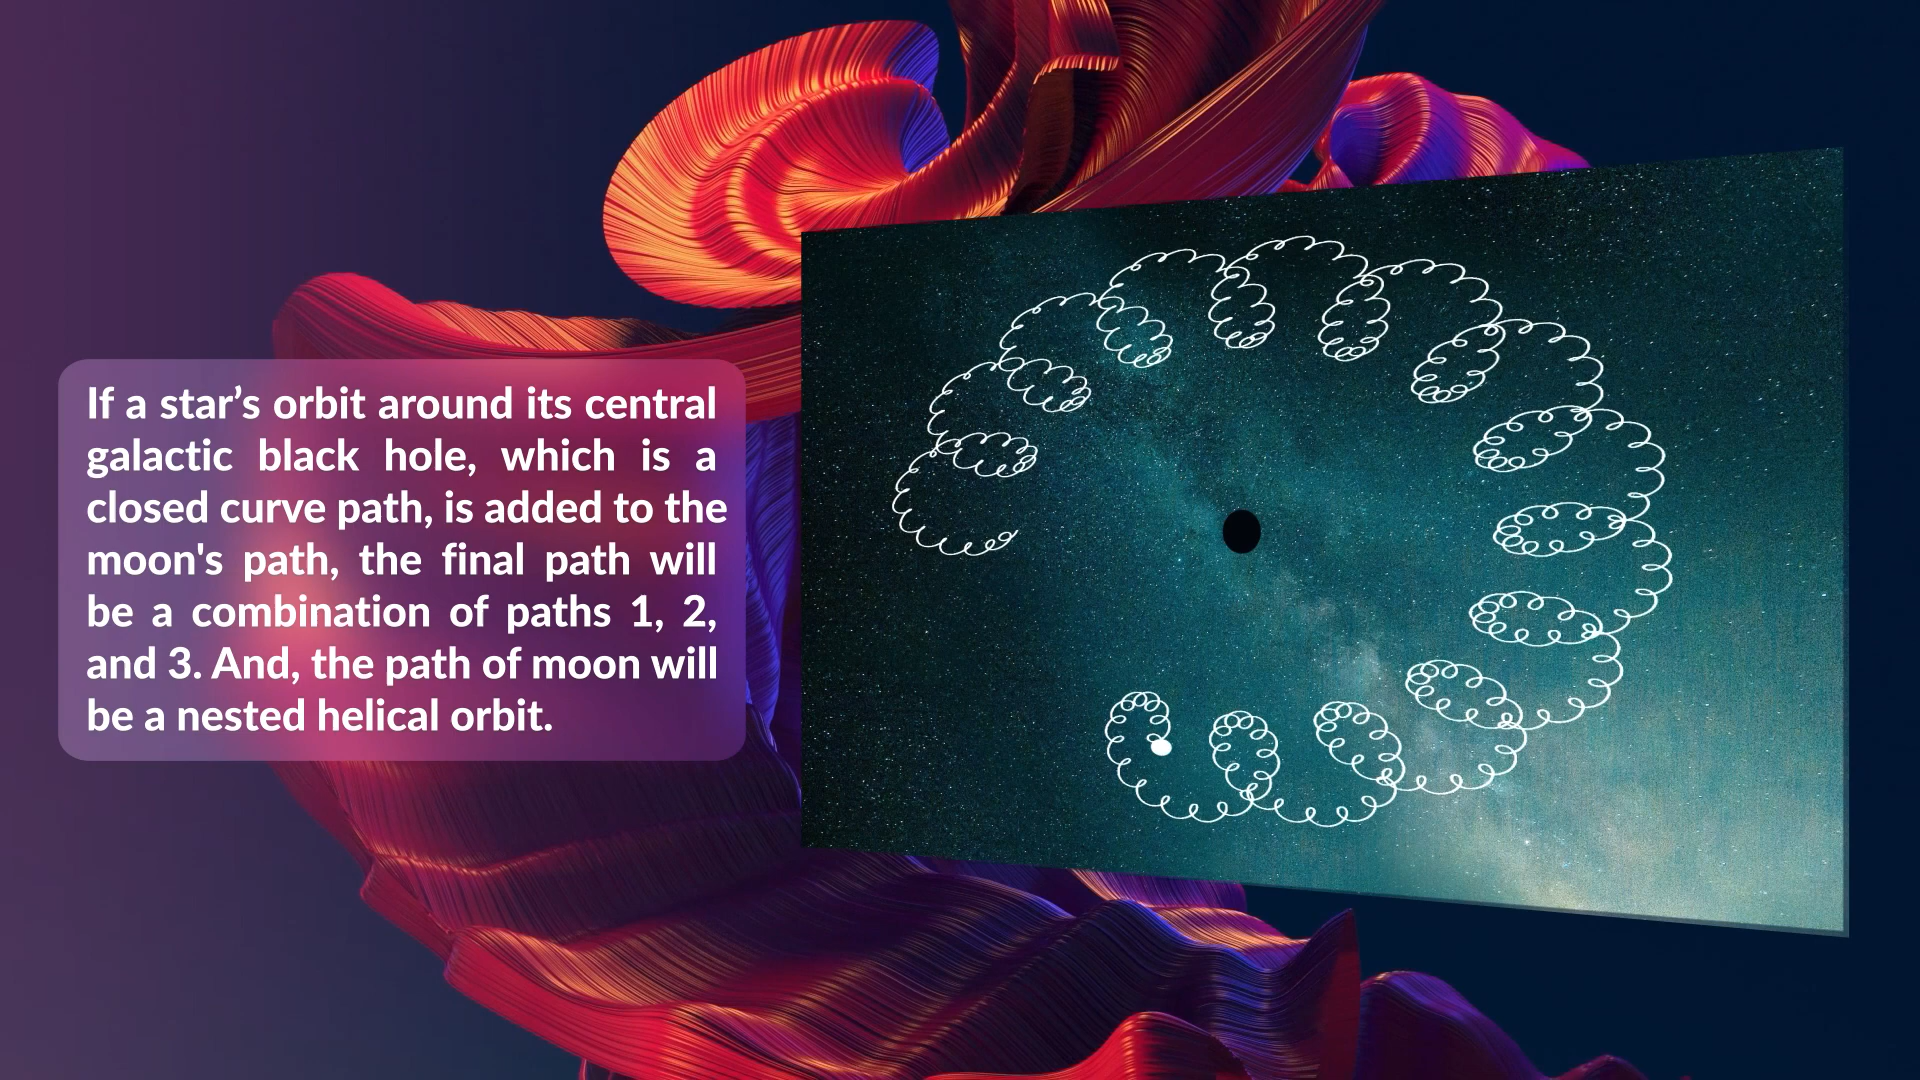 If a star’s orbit around its central
galactic black hole, which is a
closed curve path, is added to the
moon's path, the final path will
be a combination of paths 1, 2,
and 3. And, the path of moon will
be a nested helical orbit.